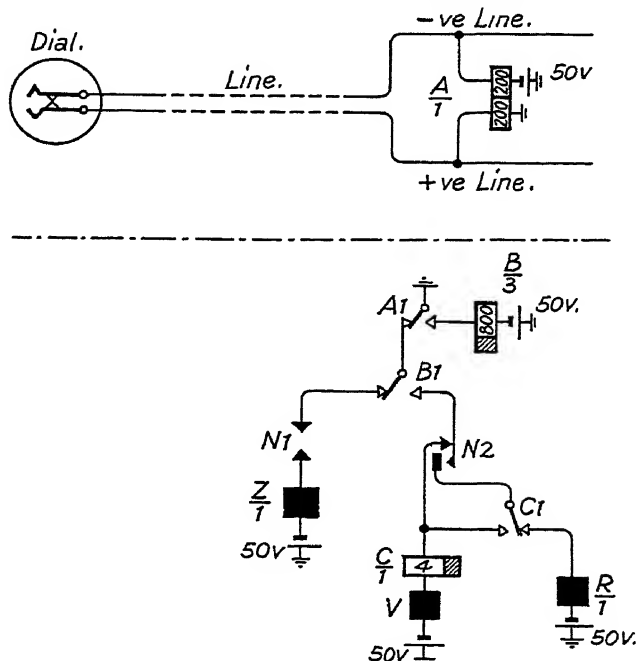 Dial.
-ve Line.
Line.
A/1
200 200
50V
+ve Line.
B/3
A1
800
50V.
B1
N1
N2
Z/1
C1
50V
C/1
4
V
R/1
50V
50V.